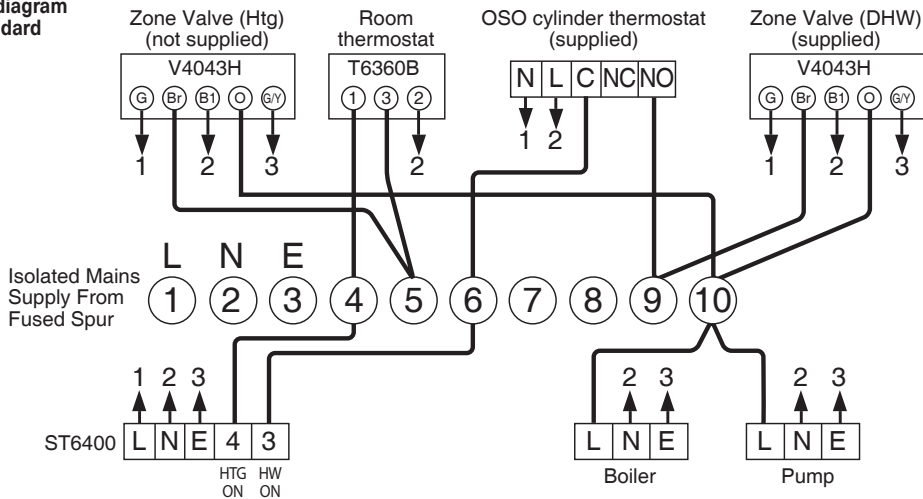 diagram
dard
Zone Valve (Htg)
(not supplied)
V4043H
G Br B1 O G/Y
1 2 3
Room
thermostat
T6360B
1 3 2
2
OSO cylinder thermostat
(supplied)
N L C NC NO
1 2
Zone Valve (DHW)
(supplied)
V4043H
G Br B1 O G/Y
1 2 3
L N E
Isolated Mains
Supply From
Fused Spur
1 2 3 4 5 6 7 8 9 10
1 2 3
ST6400 L N E 4 3
HTG HW
ON ON
2 3
L N E
Boiler
2 3
L N E
Pump